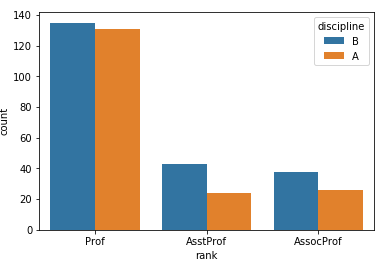 140
120
100
80
60
40
20
0
count
Prof
AsstProf
AssocProf
rank
discipline
B
A